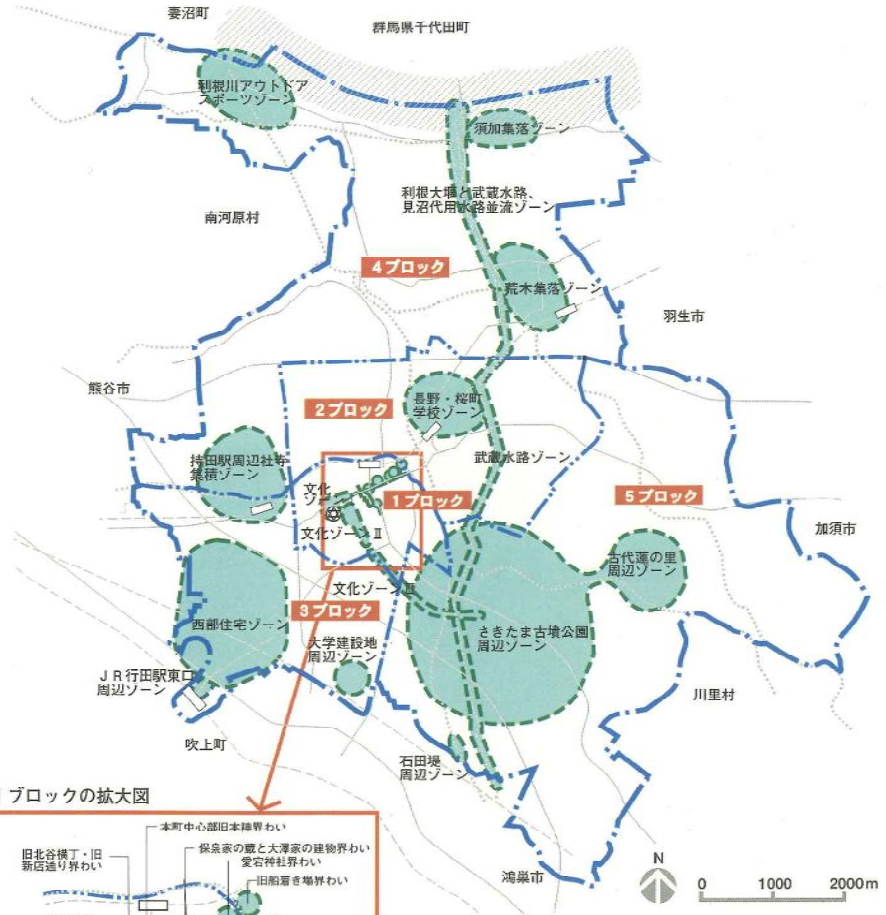 妻沼町
群馬県千代田町
利根川アウトドア
スポーツゾーン
須加集落ゾーン
利根大堰と武蔵水路、
見沼代用水路並流ゾーン
南河原村
4ブロック
荒木集落ゾーン
羽生市
熊谷市
2ブロック
長野・桜町
学校ゾーン
持田駅周辺社寺
集積ゾーン
武蔵水路ゾーン
文化
ゾー
1ブロック
5ブロック
文化ゾーンⅡ
加須市
古代蓮の里
周辺ゾーン
文化ゾーンⅢ
3ブロック
西部住宅ゾーン
さきたま古墳公園
周辺ゾーン
大学建設地
周辺ゾーン
JR行田駅東口
周辺ゾーン
川里村
吹上町
石田堤
周辺ゾーン
ブロックの拡大図
本町中心部旧本陣界わい
旧北谷横丁・旧
新店通り界わい
保泉家の蔵と大澤家の建物界わい
愛宕神社界わい
旧船着き場界わい
鴻巣市
N
0 1000 2000m